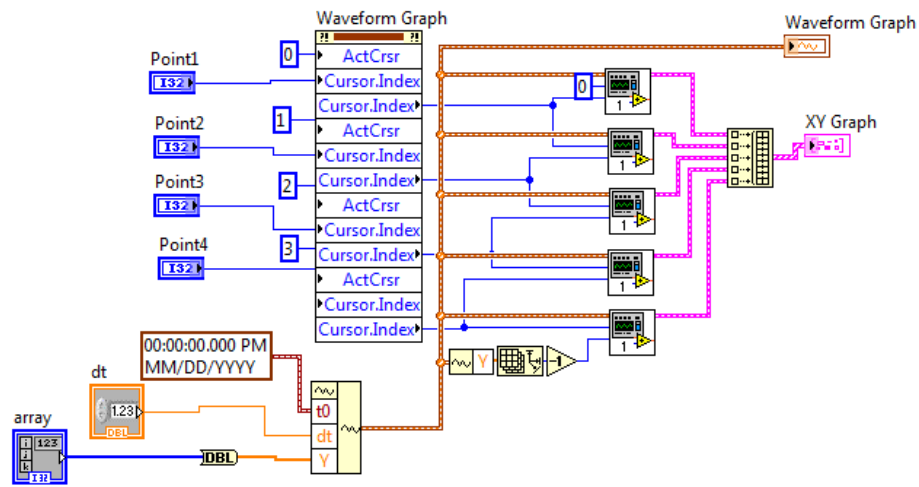 Waveform Graph
Waveform Graph
0
ActCrsr
Point1
I32
Cursor.Index
Cursor.Index
0
1
1
ActCrsr
XY Graph
Point2
I32
Cursor.Index
1
2
Cursor.Index
Point3
I32
ActCrsr
Cursor.Index
1
3
Cursor.Index
Point4
I32
ActCrsr
1
Cursor.Index
Cursor.Index
00:00:00.000 PM
MM/DD/YYYY
Y
-1
1
dt
1.23
DBL
t0
dt
Y
array
i
j
k
123
I32
DBL